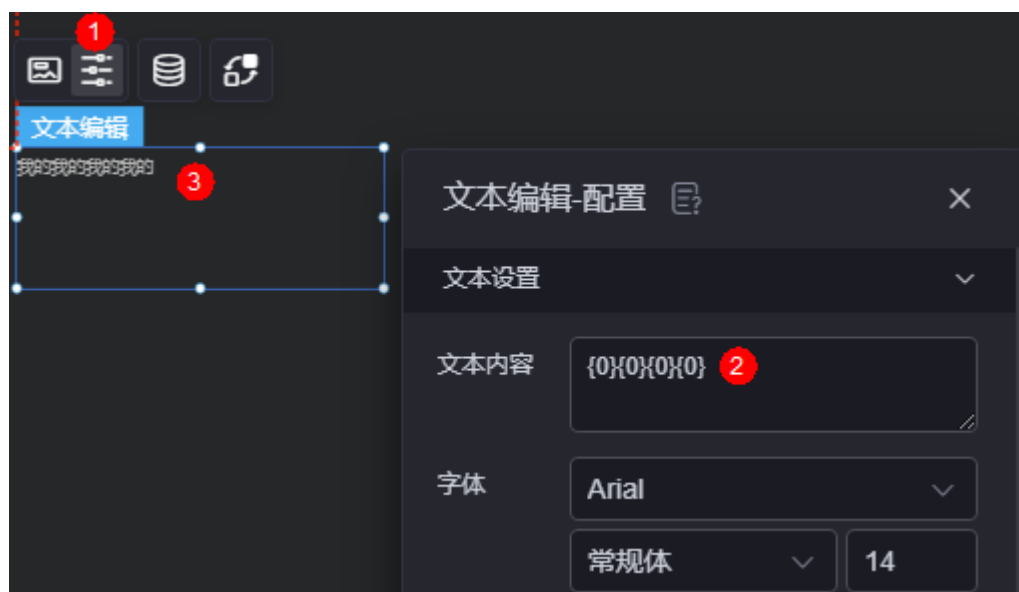 1
文本编辑
我的我的我的我的
3
文本编辑-配置
文本设置
文本内容
{0}{0}{0}{0}
2
字体
Arial
常规体
14